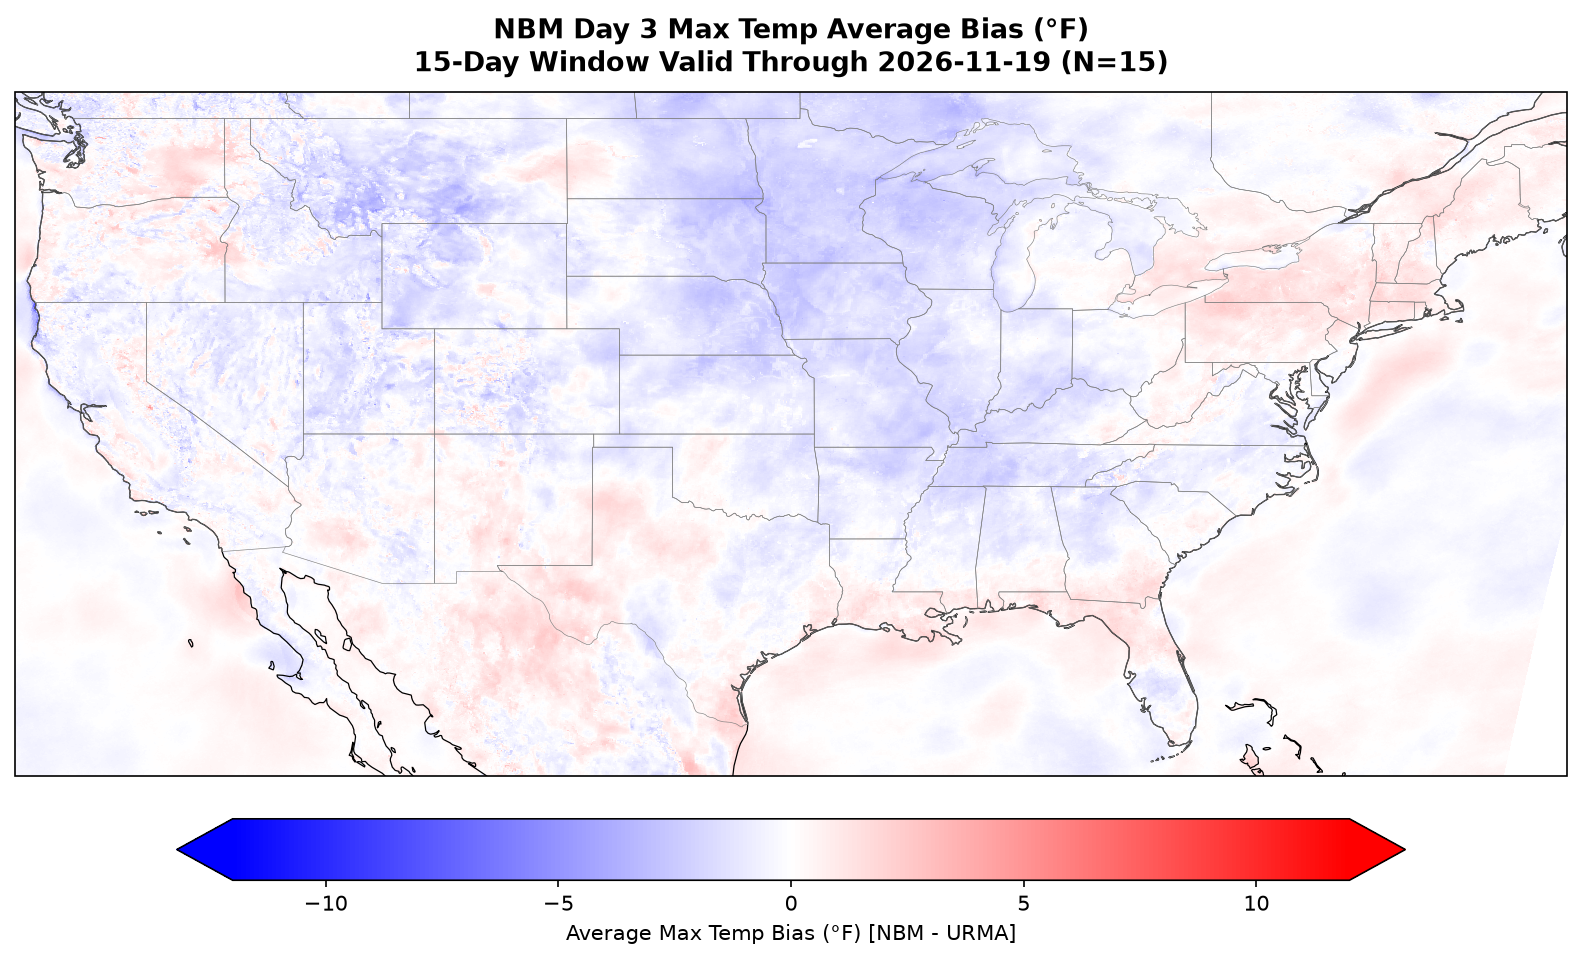 NBM Day 3 Max Temp Average Bias (°F)
15-Day Window Valid Through 2026-11-19 (N=15)
−10 −5 0 5 10
Average Max Temp Bias (°F) [NBM - URMA]